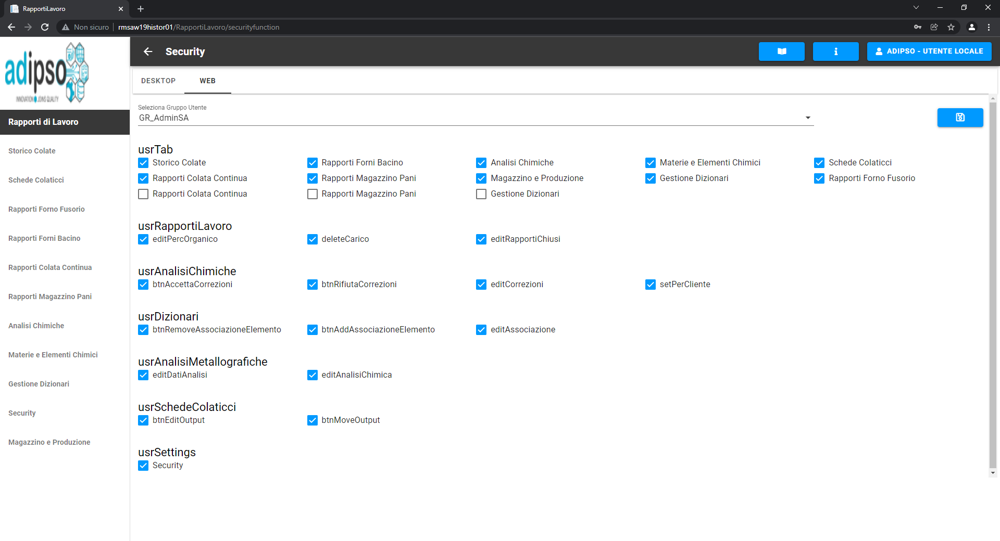 RapportiLavoro
Non sicuro
rmsaw19histor01/RapportiLavoro/securityfunction
adipso
INNOVATION JOINS QUALITY
Security
ADIPSO - UTENTE LOCALE
DESKTOP
WEB
Rapporti di Lavoro
Storico Colate
Schede Colaticci
Rapporti Forno Fusorio
Rapporti Forni Bacino
Rapporti Colata Continua
Rapporti Magazzino Pani
Analisi Chimiche
Materie e Elementi Chimici
Gestione Dizionari
Security
Magazzino e Produzione
Seleziona Gruppo Utente
GR_AdminSA
usrTab
Storico Colate
Rapporti Forni Bacino
Analisi Chimiche
Materie e Elementi Chimici
Schede Colaticci
Rapporti Colata Continua
Rapporti Magazzino Pani
Magazzino e Produzione
Gestione Dizionari
Rapporti Forno Fusorio
Rapporti Colata Continua
Rapporti Magazzino Pani
Gestione Dizionari
usrRapportiLavoro
editPercOrganico
deleteCarico
editRapportiChiusi
usrAnalisiChimiche
btnAccettaCorrezioni
btnRifiutaCorrezioni
editCorrezioni
setPerCliente
usrDizionari
btnRemoveAssociazioneElemento
btnAddAssociazioneElemento
editAssociazione
usrAnalisiMetallografiche
editDatiAnalisi
editAnalisiChimica
usrSchedeColaticci
btnEditOutput
btnMoveOutput
usrSettings
Security